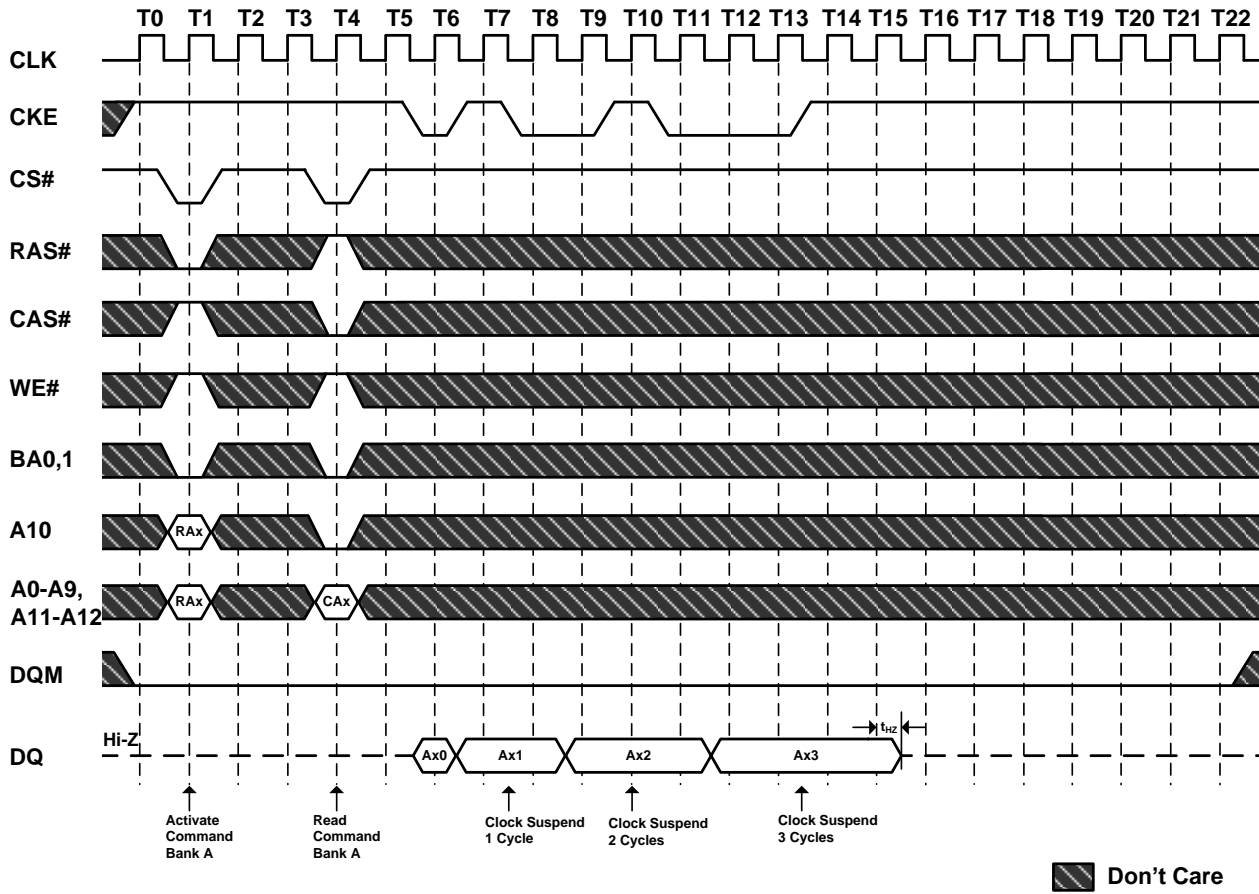 T0 T1 T2 T3 T4 T5 T6 T7 T8 T9 T10 T11 T12 T13 T14 T15 T16 T17 T18 T19 T20 T21 T22
CLK
CKE
CS#
RAS#
CAS#
WE#
BA0,1
A10
RAx
A0-A9,
A11-A12
RAx
CAx
DQM
Hi-Z
tHZ
DQ
Ax0
Ax1
Ax2
Ax3
Activate
Command
Bank A
Read
Command
Bank A
Clock Suspend
1 Cycle
Clock Suspend
2 Cycles
Clock Suspend
3 Cycles
Don't Care